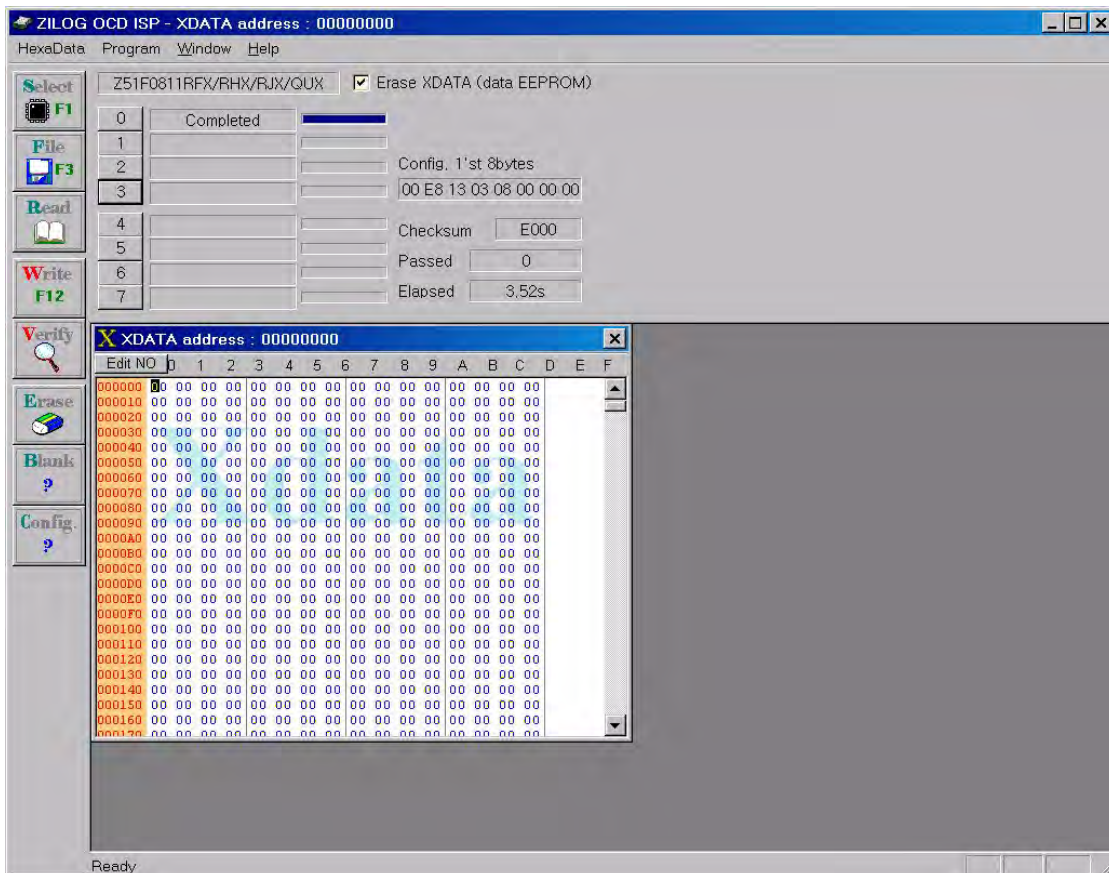 ZILOG OCD ISP - XDATA address : 00000000
HexaData Program Window Help
Select
F1
File
F3
Read
Write
F12
Verify
Erase
Blank
?
Config.
?
Z51F0811RFX/RHX/RJX/QUX Erase XDATA (data EEPROM)
0 Completed
1
2 Config, 1'st 8bytes
3 00 E8 13 03 08 00 00 00
4 Checksum E000
5
Passed 0
6
7 Elapsed 3,52s
X XDATA address : 00000000
Edit NO 0 1 2 3 4 5 6 7 8 9 A B C D E F
Xdata
000000 00 00 00 00 00 00 00 00 00 00 00 00 00 00 00 00
000010 00 00 00 00 00 00 00 00 00 00 00 00 00 00 00 00
000020 00 00 00 00 00 00 00 00 00 00 00 00 00 00 00 00
000030 00 00 00 00 00 00 00 00 00 00 00 00 00 00 00 00
000040 00 00 00 00 00 00 00 00 00 00 00 00 00 00 00 00
000050 00 00 00 00 00 00 00 00 00 00 00 00 00 00 00 00
000060 00 00 00 00 00 00 00 00 00 00 00 00 00 00 00 00
000070 00 00 00 00 00 00 00 00 00 00 00 00 00 00 00 00
000080 00 00 00 00 00 00 00 00 00 00 00 00 00 00 00 00
000090 00 00 00 00 00 00 00 00 00 00 00 00 00 00 00 00
0000A0 00 00 00 00 00 00 00 00 00 00 00 00 00 00 00 00
0000B0 00 00 00 00 00 00 00 00 00 00 00 00 00 00 00 00
0000C0 00 00 00 00 00 00 00 00 00 00 00 00 00 00 00 00
0000D0 00 00 00 00 00 00 00 00 00 00 00 00 00 00 00 00
0000E0 00 00 00 00 00 00 00 00 00 00 00 00 00 00 00 00
0000F0 00 00 00 00 00 00 00 00 00 00 00 00 00 00 00 00
000100 00 00 00 00 00 00 00 00 00 00 00 00 00 00 00 00
000110 00 00 00 00 00 00 00 00 00 00 00 00 00 00 00 00
000120 00 00 00 00 00 00 00 00 00 00 00 00 00 00 00 00
000130 00 00 00 00 00 00 00 00 00 00 00 00 00 00 00 00
000140 00 00 00 00 00 00 00 00 00 00 00 00 00 00 00 00
000150 00 00 00 00 00 00 00 00 00 00 00 00 00 00 00 00
000160 00 00 00 00 00 00 00 00 00 00 00 00 00 00 00 00
000170 00 00 00 00 00 00 00 00 00 00 00 00 00 00 00 00
Ready